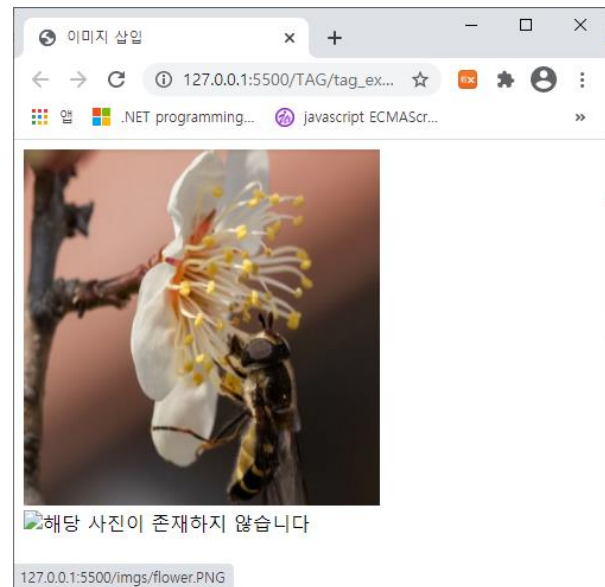 이미지 삽입
127.0.0.1:5500/TAG/tag_ex...
앱 .NET programming... javascript ECMAScr...
해당 사진이 존재하지 않습니다
127.0.0.1:5500/imgs/flower.PNG